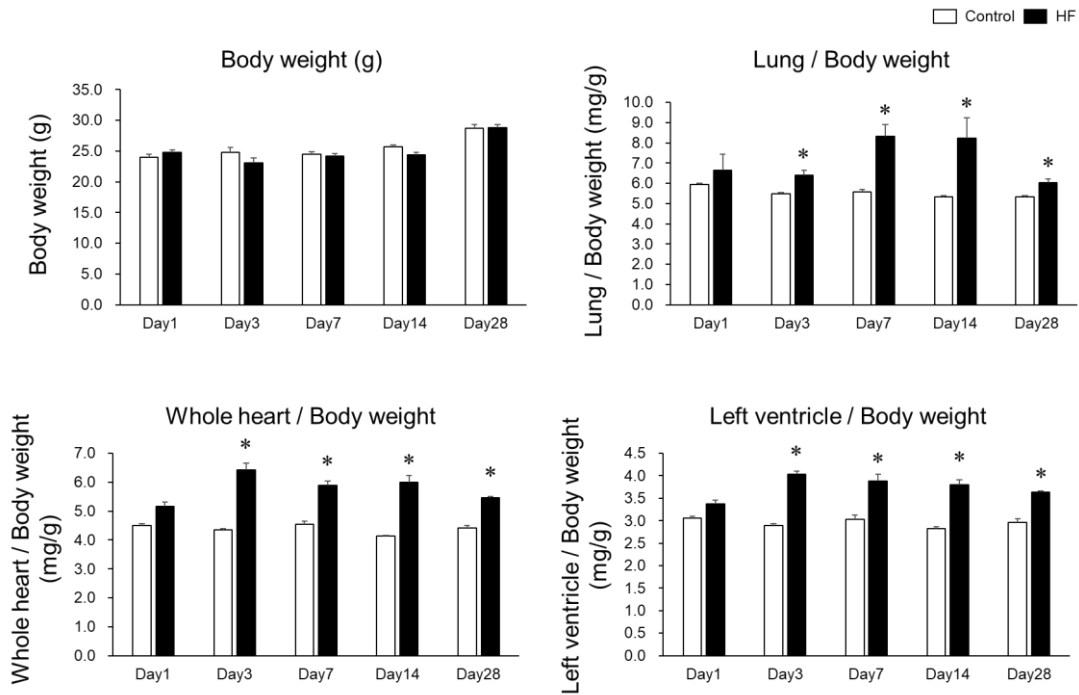 Control HF
Body weight (g)
Body weight (g)
35.0
30.0
25.0
20.0
15.0
10.0
5.0
0.0
Day1 Day3 Day7 Day14 Day28
Lung / Body weight
Lung / Body weight (mg/g)
10.0
9.0
8.0
7.0
6.0
5.0
4.0
3.0
2.0
1.0
0.0
* * * *
Day1 Day3 Day7 Day14 Day28
Whole heart / Body weight
Whole heart / Body weight
(mg/g)
7.0
6.0
5.0
4.0
3.0
2.0
1.0
0.0
* * * *
Day1 Day3 Day7 Day14 Day28
Left ventricle / Body weight
Left ventricle / Body weight
(mg/g)
4.5
4.0
3.5
3.0
2.5
2.0
1.5
1.0
0.5
0.0
* * * *
Day1 Day3 Day7 Day14 Day28